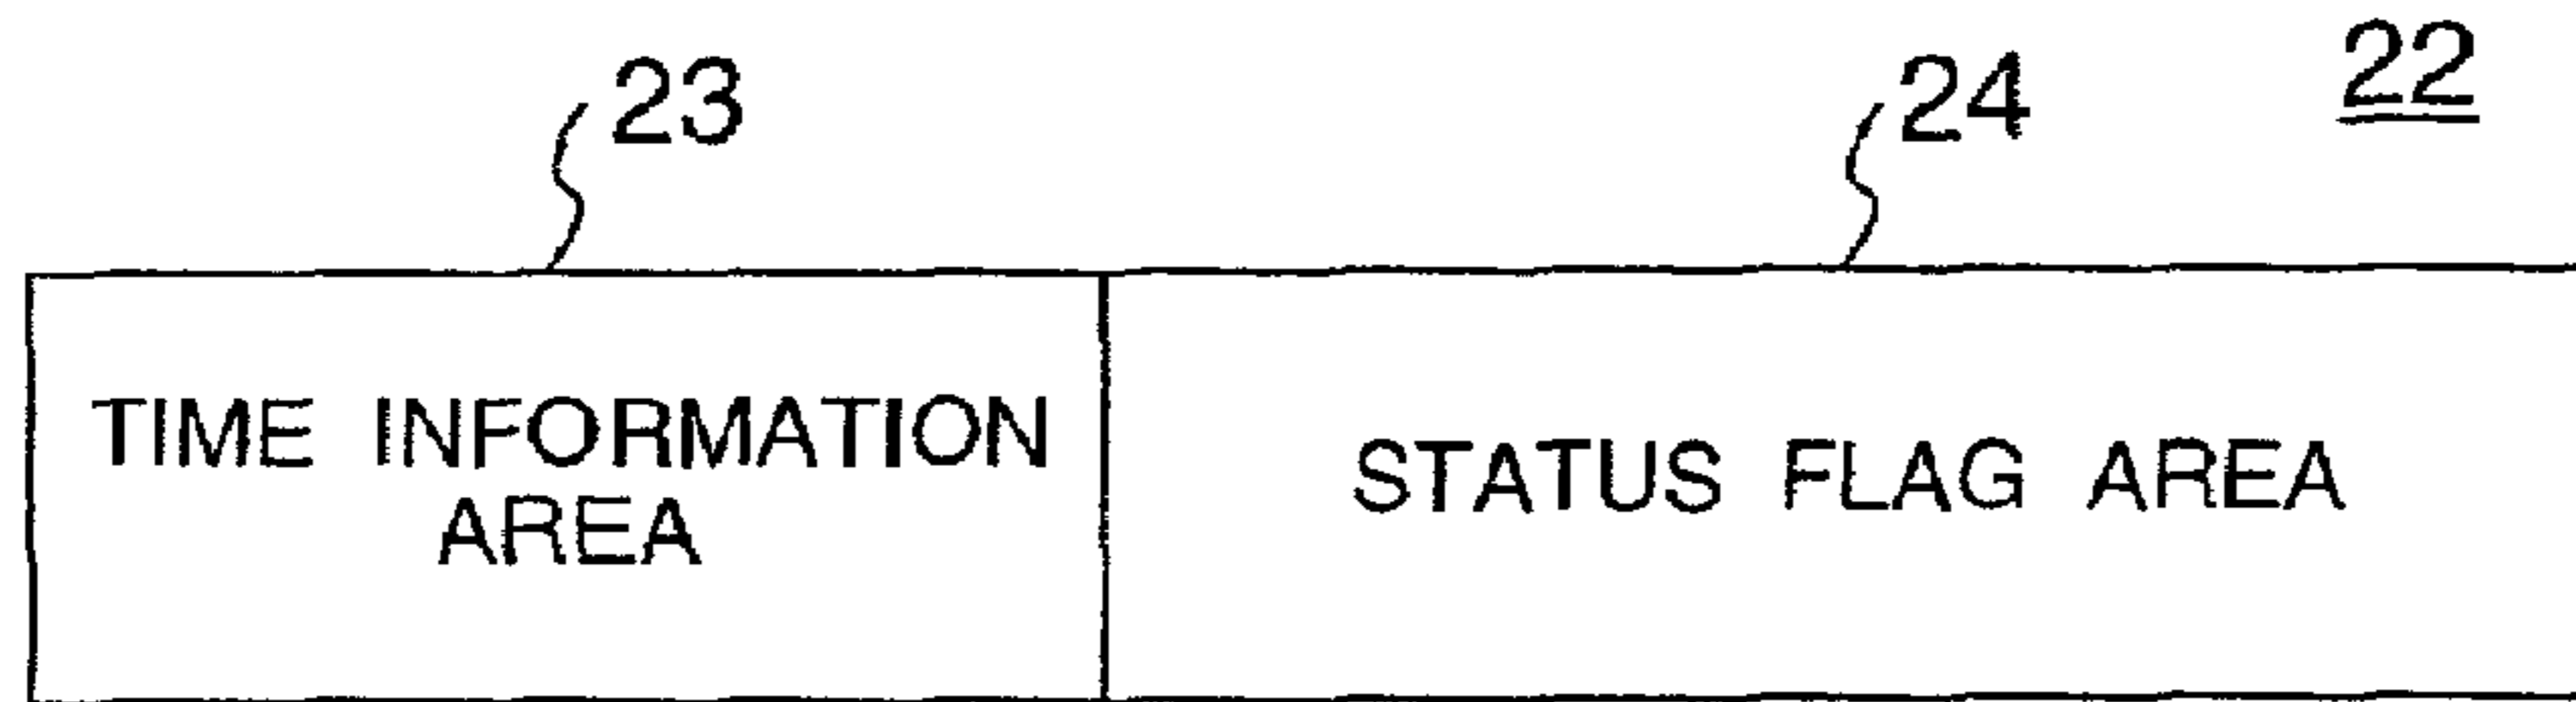 23
24
22
TIME INFORMATION
AREA
STATUS FLAG AREA